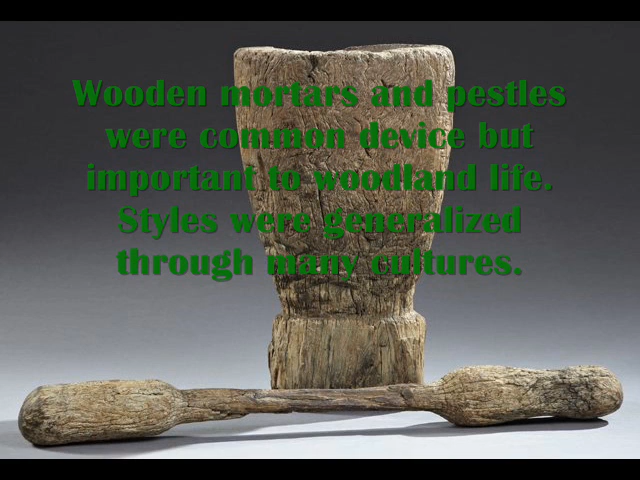 Wooden mortars and pestles
were common device but
important to woodland life.
Styles were generalized
through many cultures.